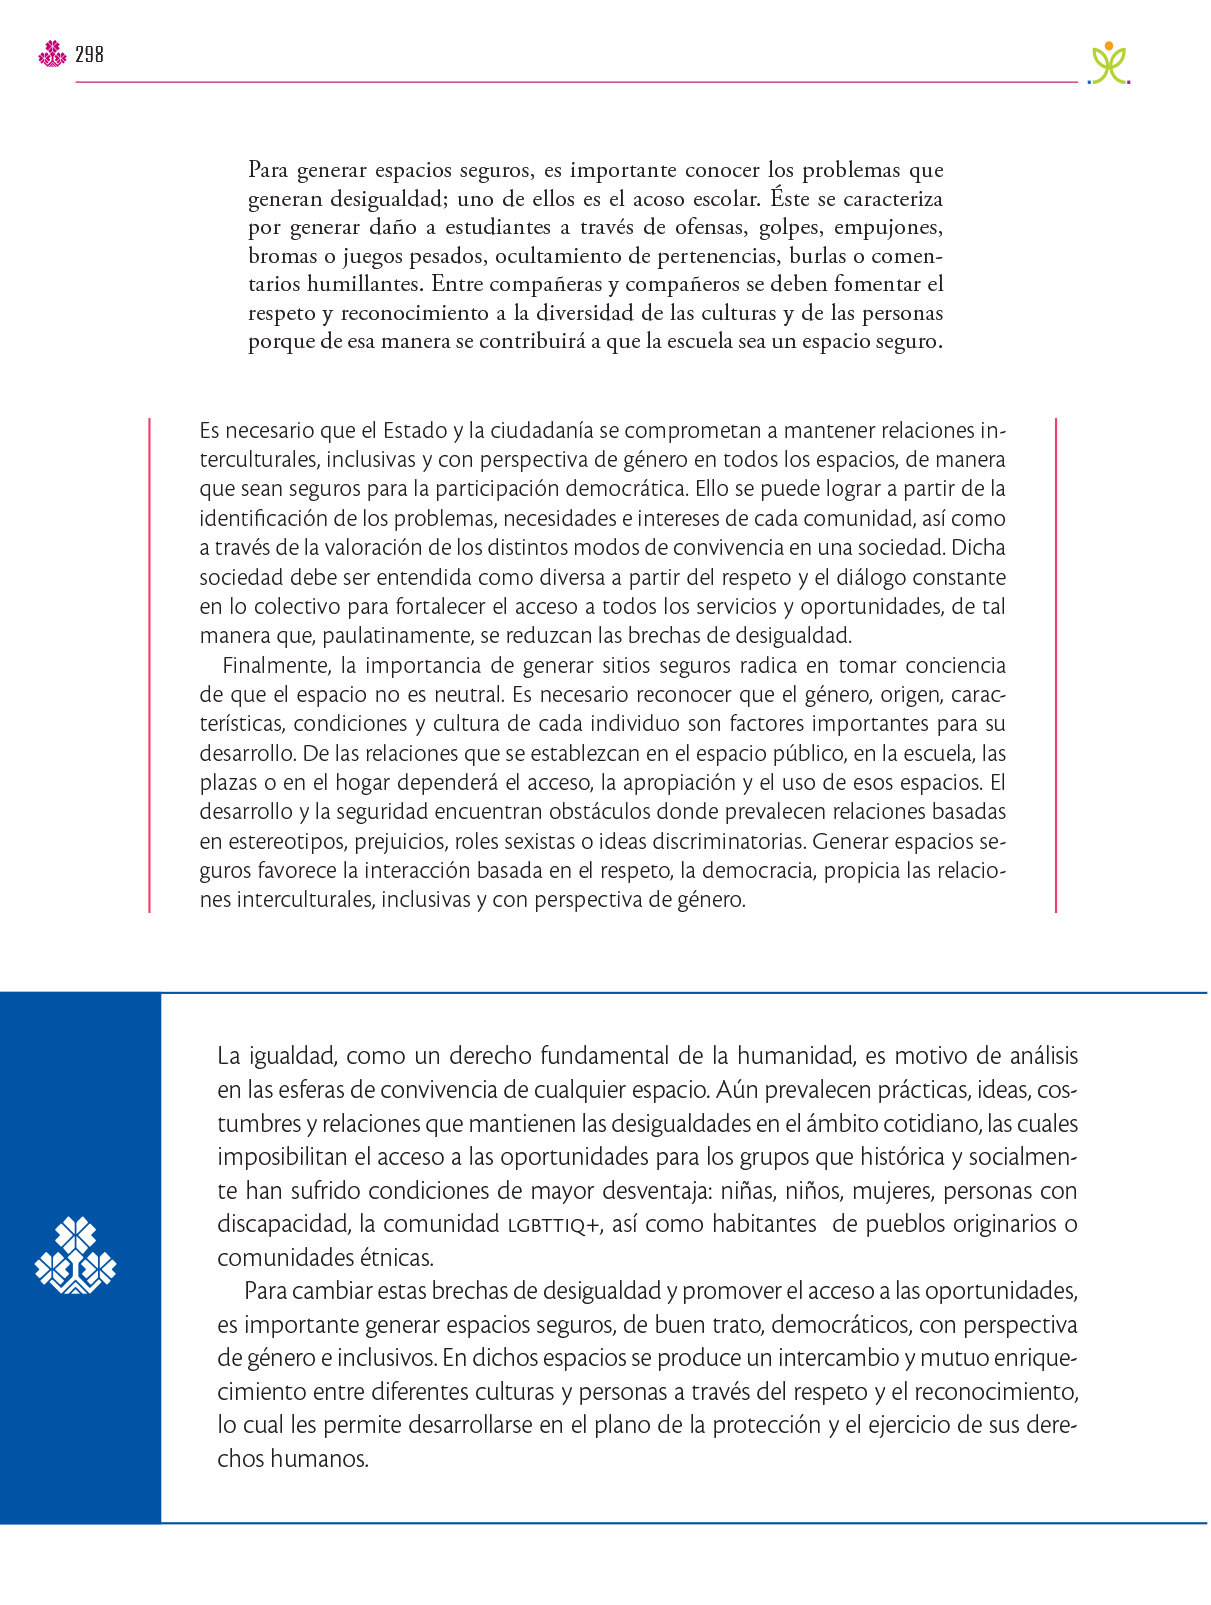 298
Para generar espacios seguros, es importante conocer los problemas que
generan desigualdad; uno de ellos es el acoso escolar. Éste se caracteriza
por generar daño a estudiantes a través de ofensas, golpes, empujones,
bromas o juegos pesados, ocultamiento de pertenencias, burlas o comen-
tarios humillantes. Entre compañeras y compañeros se deben fomentar el
respeto y reconocimiento a la diversidad de las culturas y de las personas
porque de esa manera se contribuirá a que la escuela sea un espacio seguro.
Es necesario que el Estado y la ciudadanía se comprometan a mantener relaciones in-
terculturales, inclusivas y con perspectiva de género en todos los espacios, de manera
que sean seguros para la participación democrática. Ello se puede lograr a partir de la
identificación de los problemas, necesidades e intereses de cada comunidad, así como
a través de la valoración de los distintos modos de convivencia en una sociedad. Dicha
sociedad debe ser entendida como diversa a partir del respeto y el diálogo constante
en lo colectivo para fortalecer el acceso a todos los servicios y oportunidades, de tal
manera que, paulatinamente, se reduzcan las brechas de desigualdad.
Finalmente, la importancia de generar sitios seguros radica en tomar conciencia
de que el espacio no es neutral. Es necesario reconocer que el género, origen, carac-
terísticas, condiciones y cultura de cada individuo son factores importantes para su
desarrollo. De las relaciones que se establezcan en el espacio público, en la escuela, las
plazas o en el hogar dependerá el acceso, la apropiación y el uso de esos espacios. El
desarrollo y la seguridad encuentran obstáculos donde prevalecen relaciones basadas
en estereotipos, prejuicios, roles sexistas o ideas discriminatorias. Generar espacios se-
guros favorece la interacción basada en el respeto, la democracia, propicia las relacio-
nes interculturales, inclusivas y con perspectiva de género.
La igualdad, como un derecho fundamental de la humanidad, es motivo de análisis
en las esferas de convivencia de cualquier espacio. Aún prevalecen prácticas, ideas, cos-
tumbres y relaciones que mantienen las desigualdades en el ámbito cotidiano, las cuales
imposibilitan el acceso a las oportunidades para los grupos que histórica y socialmen-
te han sufrido condiciones de mayor desventaja: niñas, niños, mujeres, personas con
discapacidad, la comunidad LGBTTIQ+, así como habitantes de pueblos originarios o
comunidades étnicas.
Para cambiar estas brechas de desigualdad y promover el acceso a las oportunidades,
es importante generar espacios seguros, de buen trato, democráticos, con perspectiva
de género e inclusivos. En dichos espacios se produce un intercambio y mutuo enrique-
cimiento entre diferentes culturas y personas a través del respeto y el reconocimiento,
lo cual les permite desarrollarse en el plano de la protección y el ejercicio de sus dere-
chos humanos.